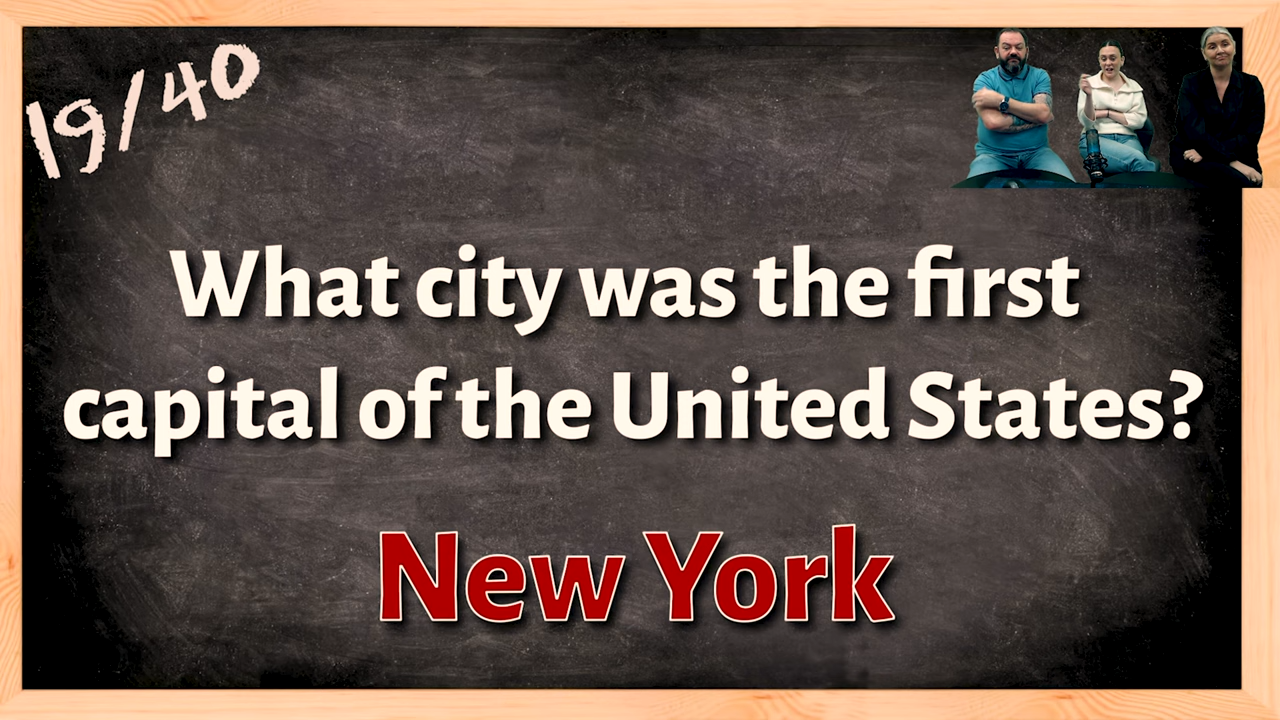 19/40
What city was the first
capital of the United States?
New York